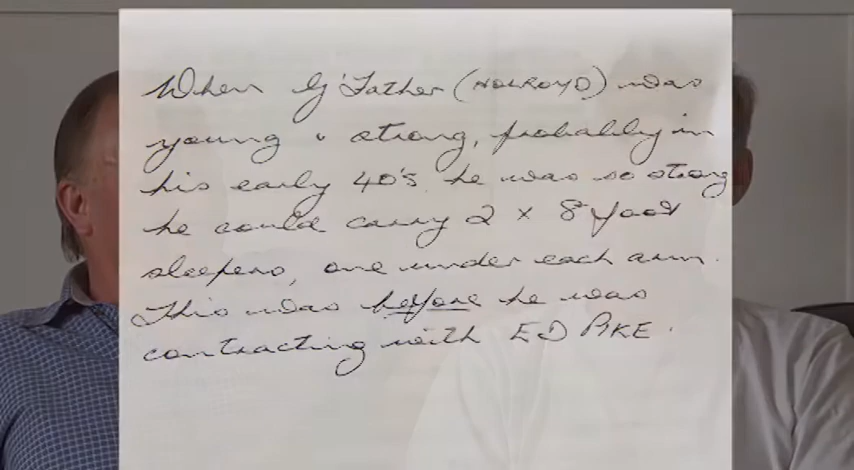 When G'Father (HOLROYD) was
young & strong, probably in
his early 40's. he was so strong
he could carry 2 x 8 foot
sleepers, one under each arm.
This was before he was
contracting with ED PIKE.